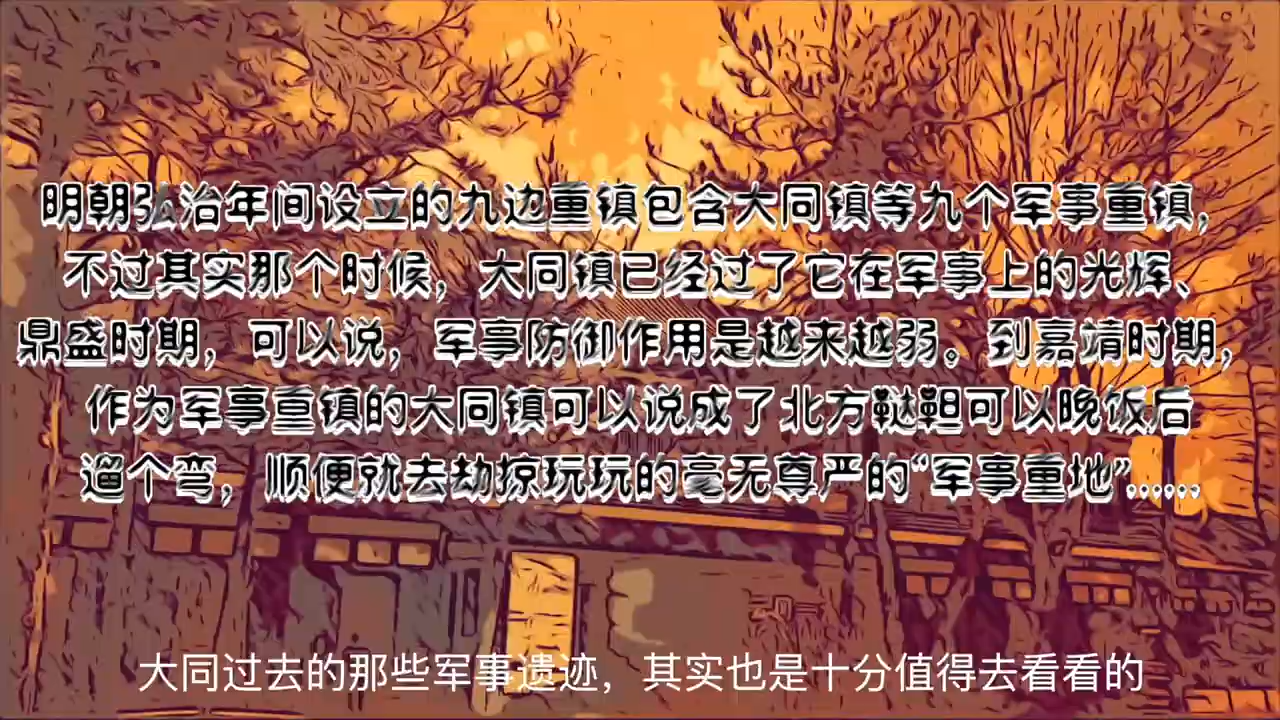 明朝弘治年间设立的九边重镇包含大同镇等九个军事重镇，
不过其实那个时候，大同镇已经过了它在军事上的光辉、
鼎盛时期，可以说，军事防御作用是越来越弱。到嘉靖时期，
作为军事重镇的大同镇可以说成了北方鞑靼可以晚饭后
遛个弯，顺便就去劫掠玩玩的毫无尊严的“军事重地”……
大同过去的那些军事遗迹，其实也是十分值得去看看的